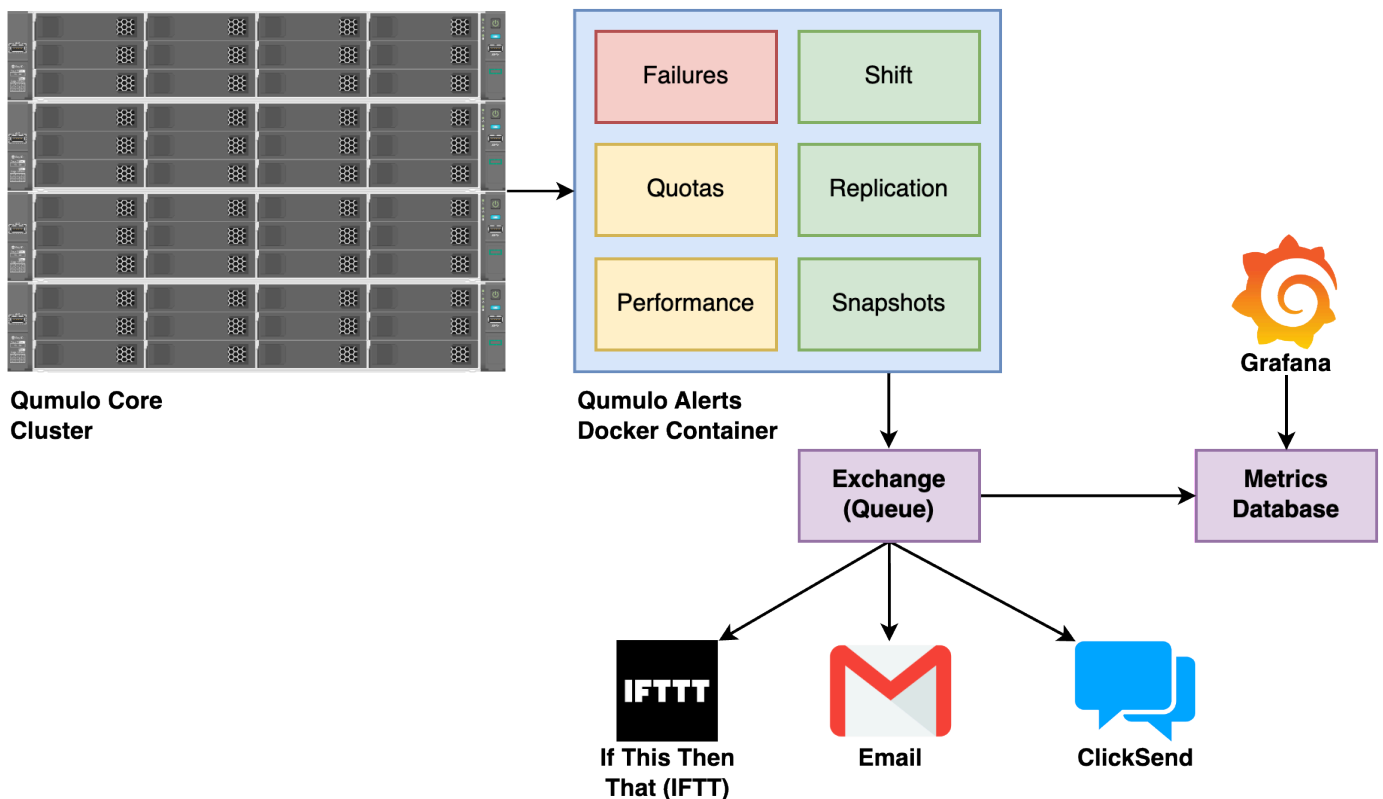 Failures
Shift
Quotas
Replication
Performance
Snapshots
Qumulo Core
Cluster
Qumulo Alerts
Docker Container
Grafana
Exchange
(Queue)
Metrics
Database
IFTTT
If This Then
That (IFTT)
Email
ClickSend